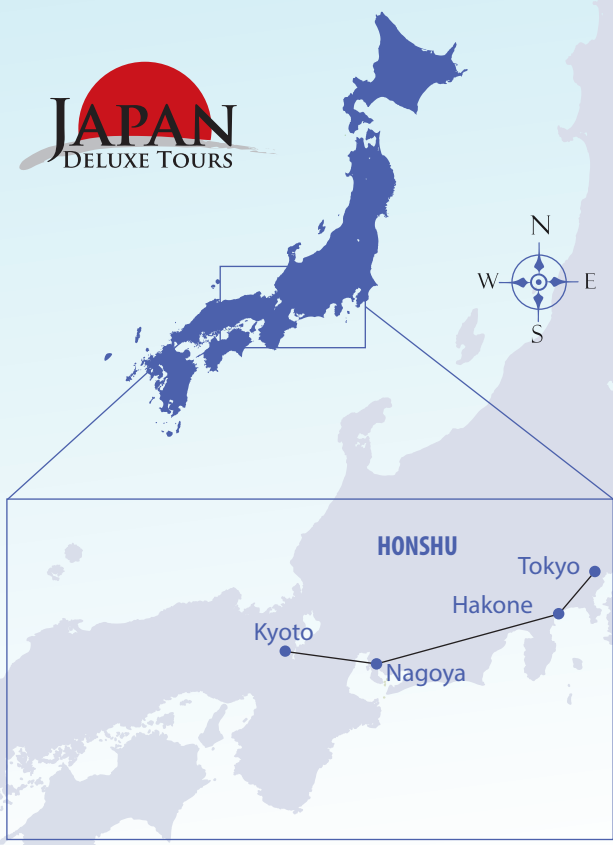 JAPAN
DELUXE TOURS
N
W
E
S
HONSHU
Tokyo
Hakone
Kyoto
Nagoya